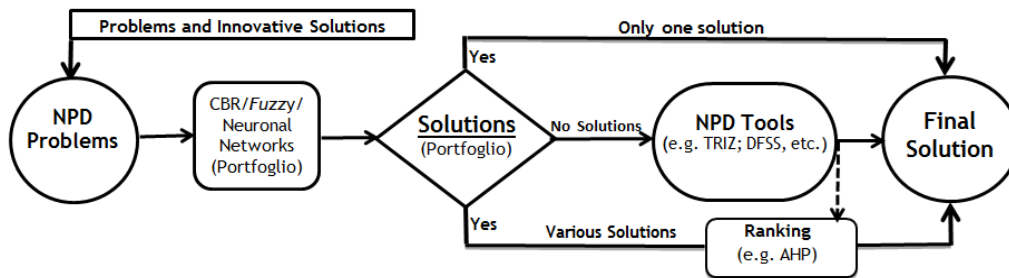 Problems and Innovative Solutions
Only one solution
Yes
NPD
Problems
CBR/Fuzzy/
Neuronal
Networks
(Portfoglio)
Solutions
(Portfoglio)
No Solutions
NPD Tools
(e.g. TRIZ; DFSS, etc.)
Final
Solution
Yes
Various Solutions
Ranking
(e.g. AHP)